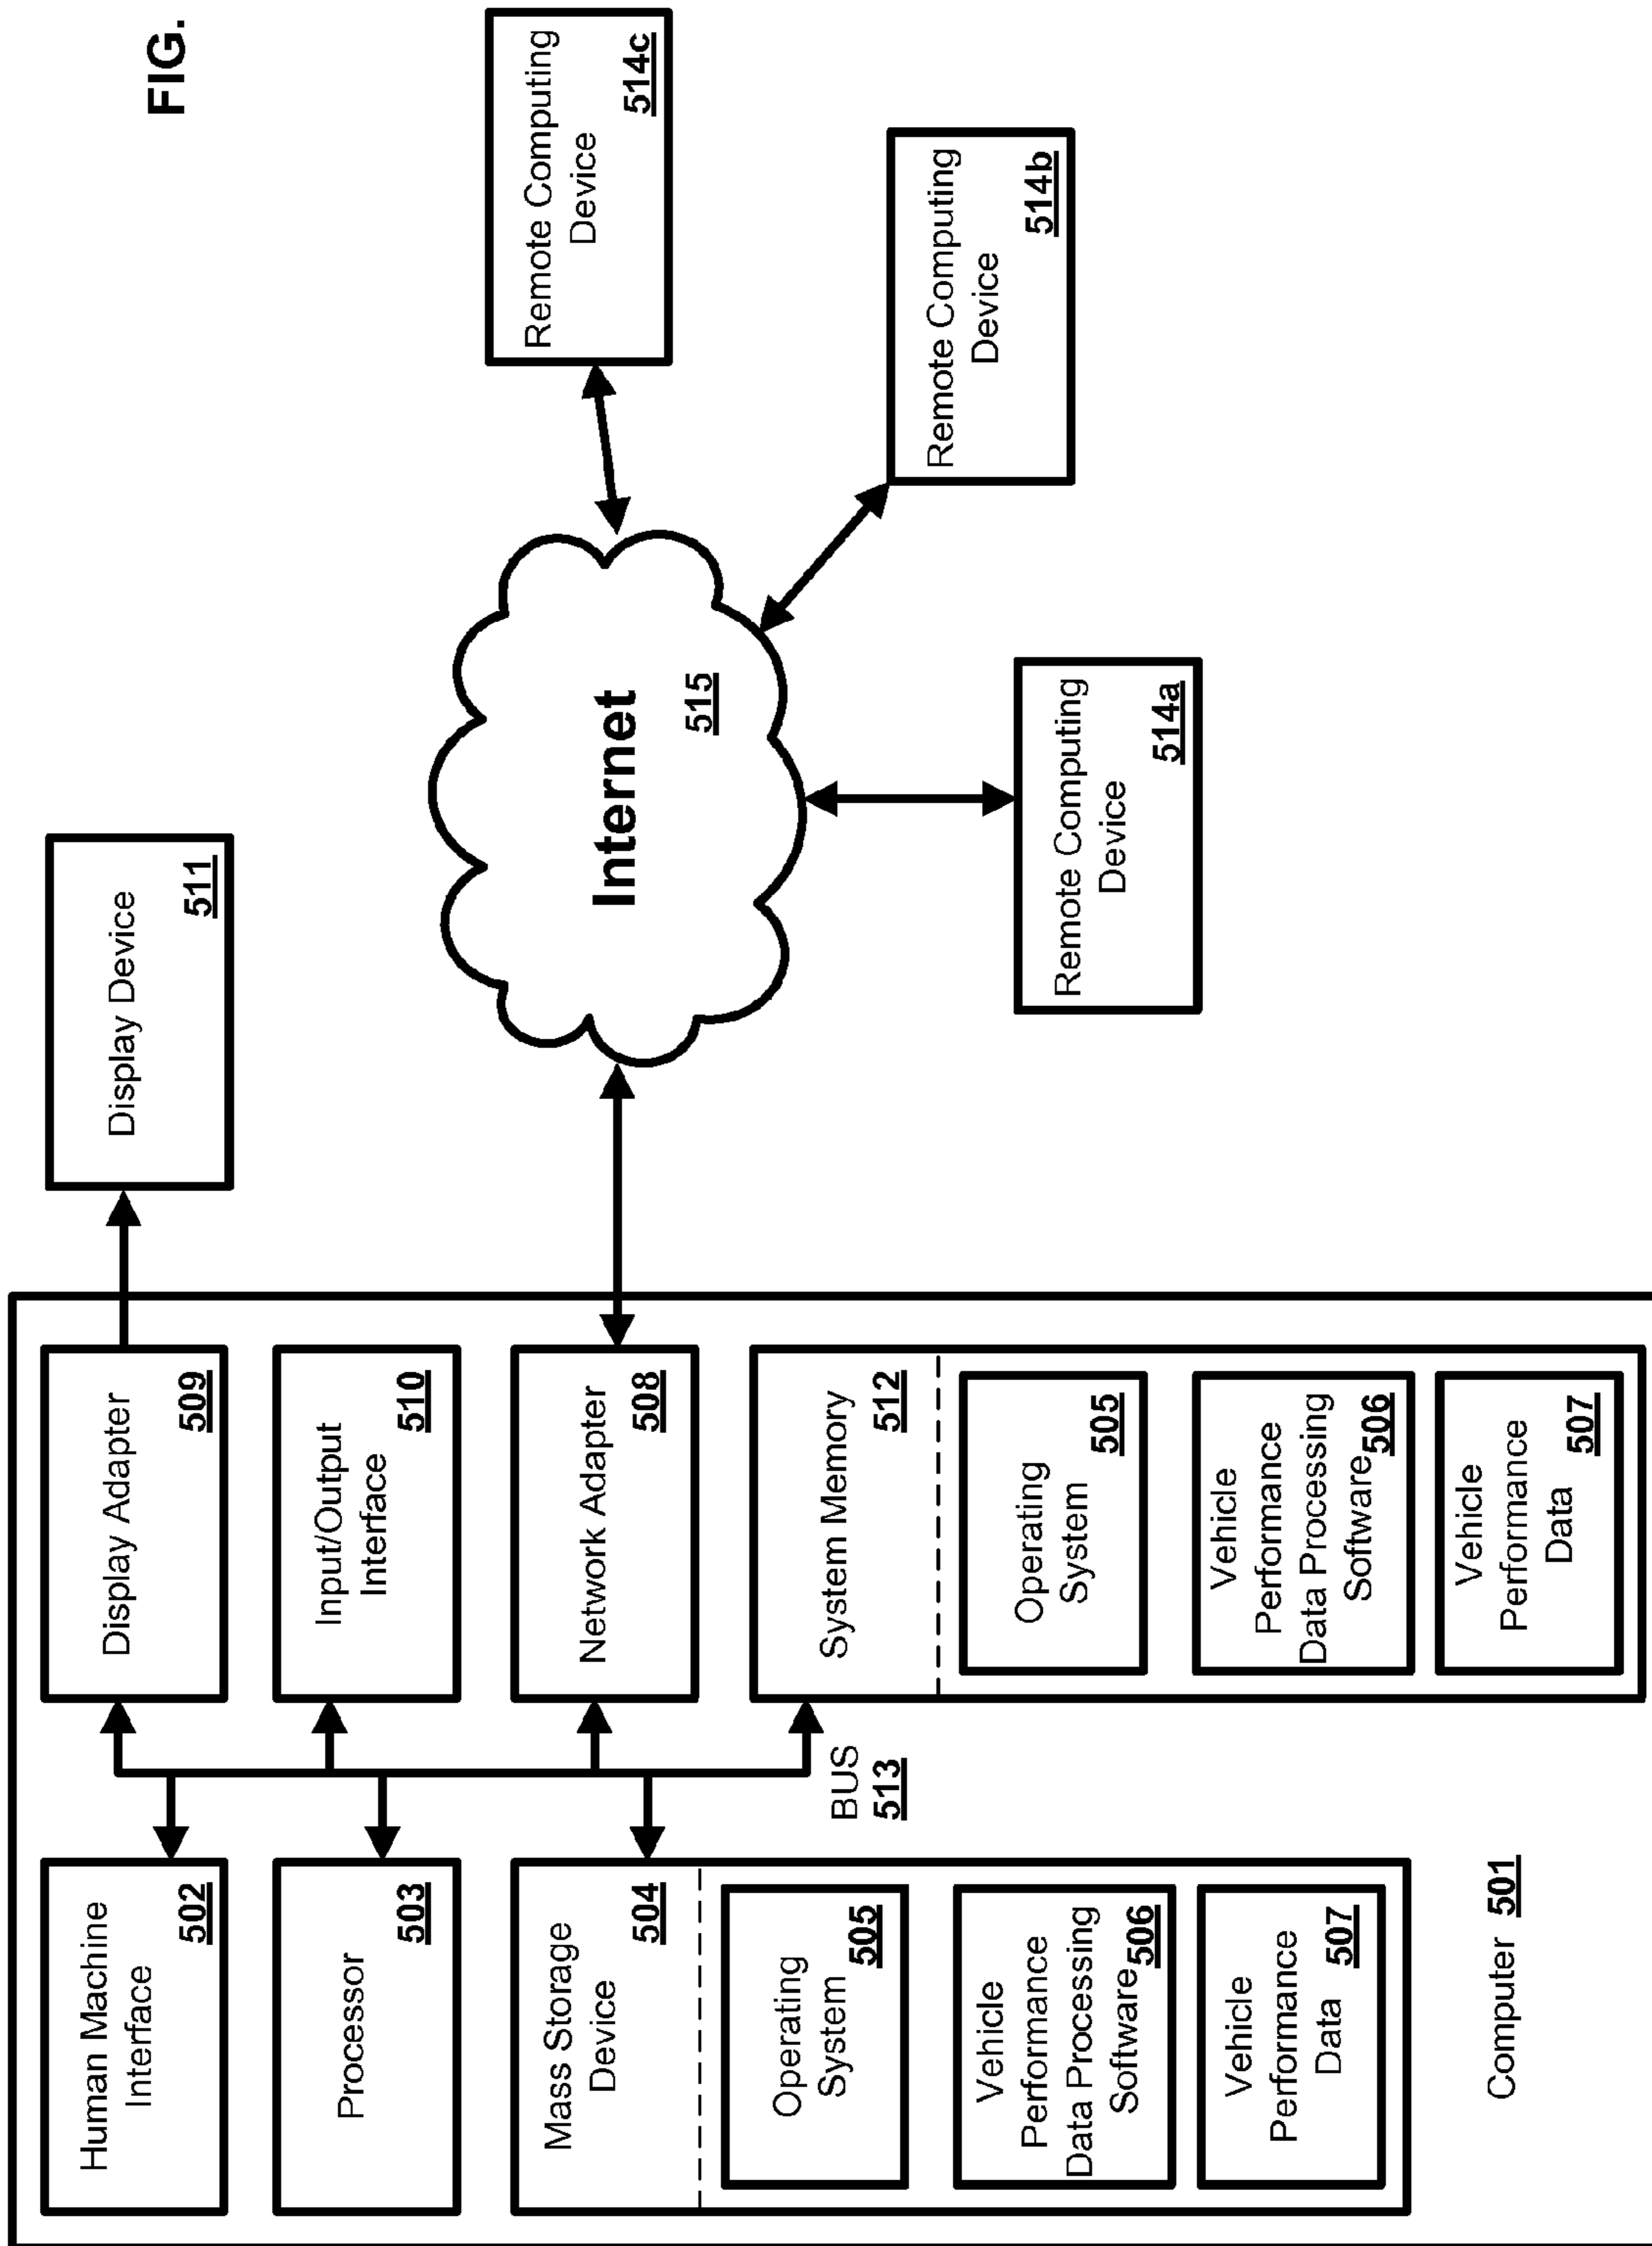 FIG.
Human Machine
Interface
502
Processor
503
Mass Storage
Device
504
Operating
System
505
Vehicle
Performance
Data Processing
Software
506
Vehicle
Performance
Data
507
Computer 501
BUS
513
Display Adapter
509
Input/Output
Interface
510
Network Adapter
508
System Memory
512
Operating
System
505
Vehicle
Performance
Data Processing
Software
506
Vehicle
Performance
Data
507
Display Device
511
Internet
515
Remote Computing
Device
514a
Remote Computing
Device
514b
Remote Computing
Device
514c